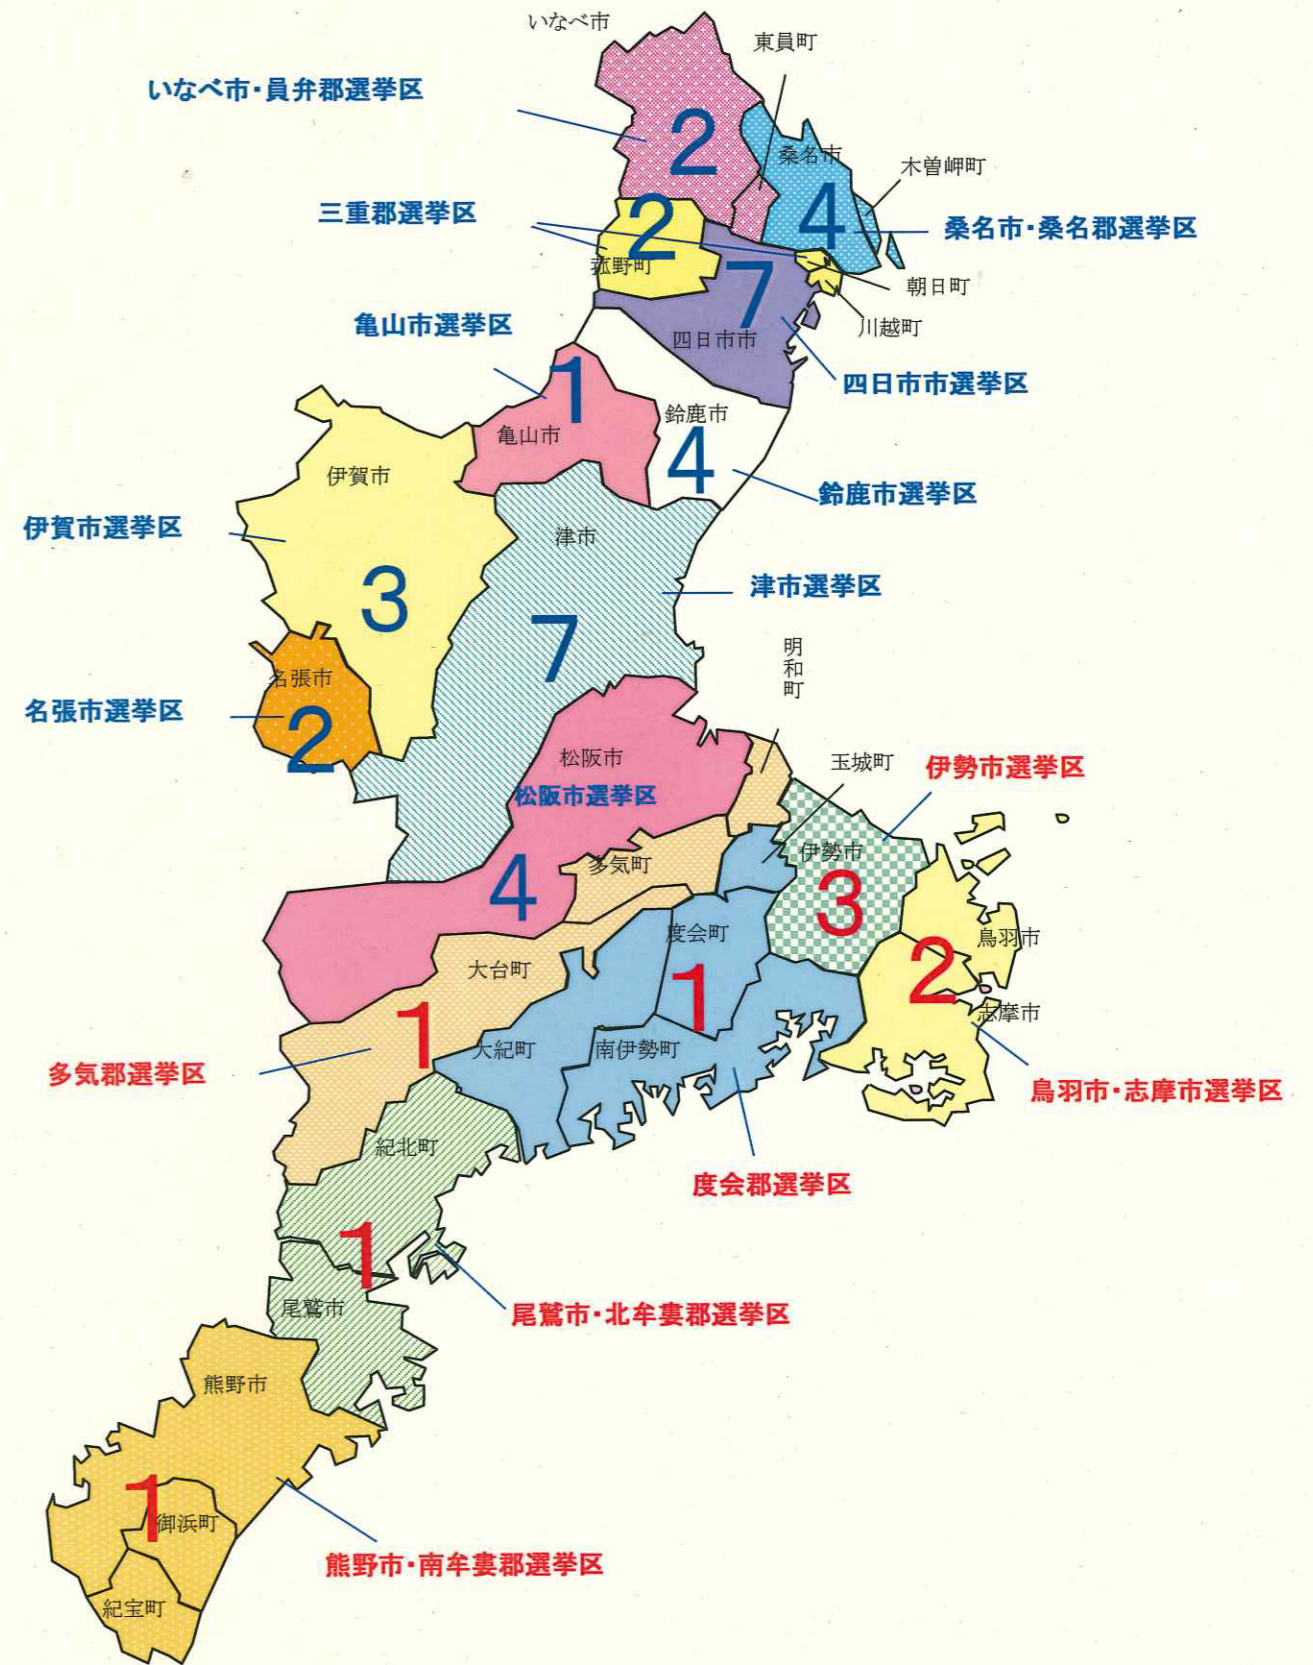 いなべ市
東員町
いなべ市・員弁郡選挙区
2
桑名市
木曽岬町
4
三重郡選挙区
2
桑名市・桑名郡選挙区
菰野町
7
朝日町
亀山市選挙区
川越町
四日市市
四日市市選挙区
1
鈴鹿市
亀山市
4
伊賀市
鈴鹿市選挙区
伊賀市選挙区
津市
3
津市選挙区
7
明和町
名張市
名張市選挙区
2
松阪市
玉城町
伊勢市選挙区
松阪市選挙区
伊勢市
多気町
4
3
度会町
鳥羽市
大台町
2
1
志摩市
1
大紀町
南伊勢町
多気郡選挙区
鳥羽市・志摩市選挙区
紀北町
度会郡選挙区
1
尾鷲市
尾鷲市・北牟婁郡選挙区
熊野市
1
御浜町
熊野市・南牟婁郡選挙区
紀宝町